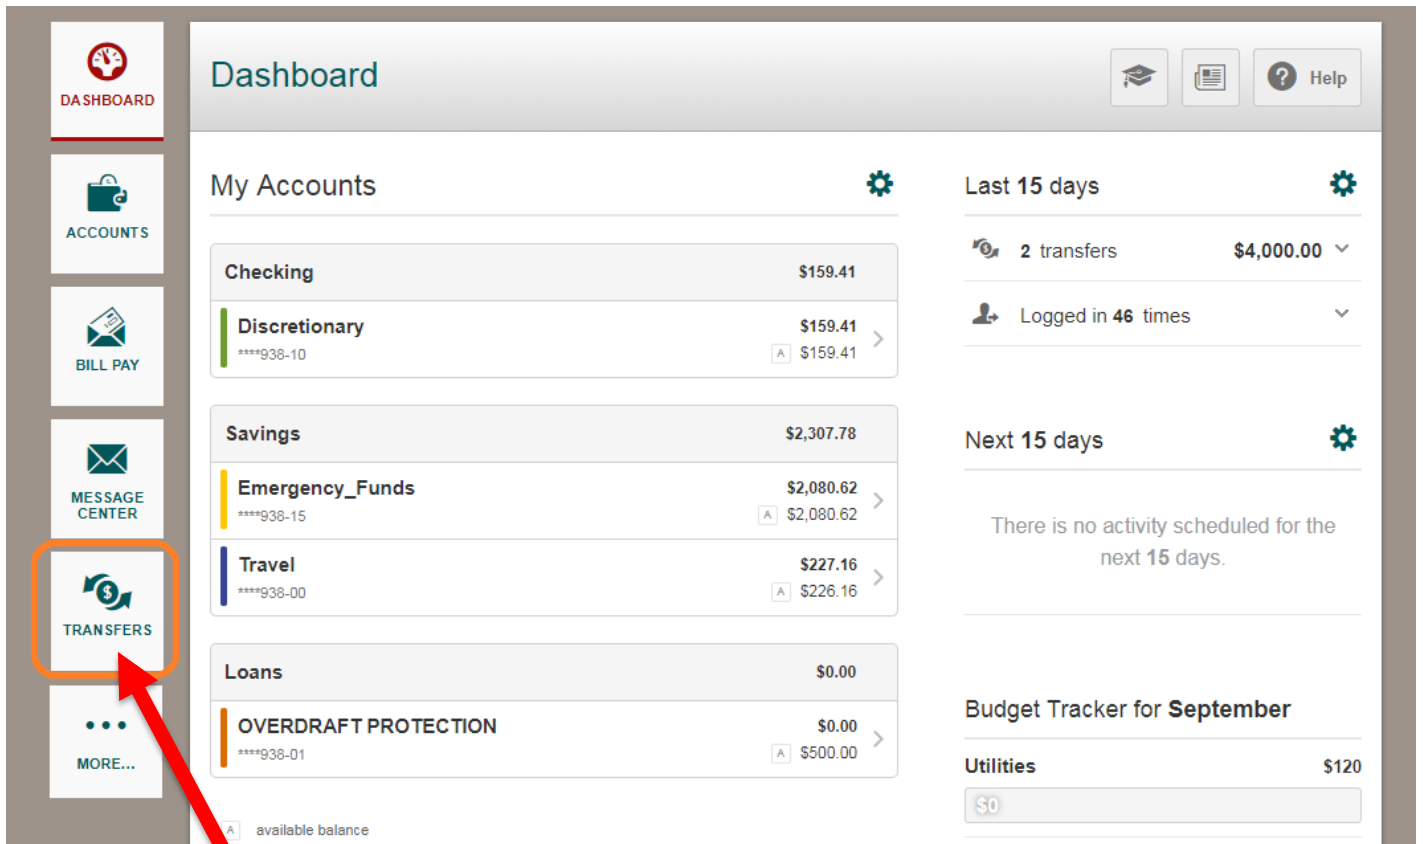 DASHBOARD
ACCOUNTS
BILL PAY
MESSAGE
CENTER
TRANSFERS
MORE...
Dashboard
Help
My Accounts
Checking $159.41
Discretionary $159.41
****938-10 A $159.41
Savings $2,307.78
Emergency_Funds $2,080.62
****938-15 A $2,080.62
Travel $227.16
****938-00 A $226.16
Loans $0.00
OVERDRAFT PROTECTION $0.00
****938-01 A $500.00
A available balance
Last 15 days
2 transfers $4,000.00
Logged in 46 times
Next 15 days
There is no activity scheduled for the
next 15 days.
Budget Tracker for September
Utilities $120
$0